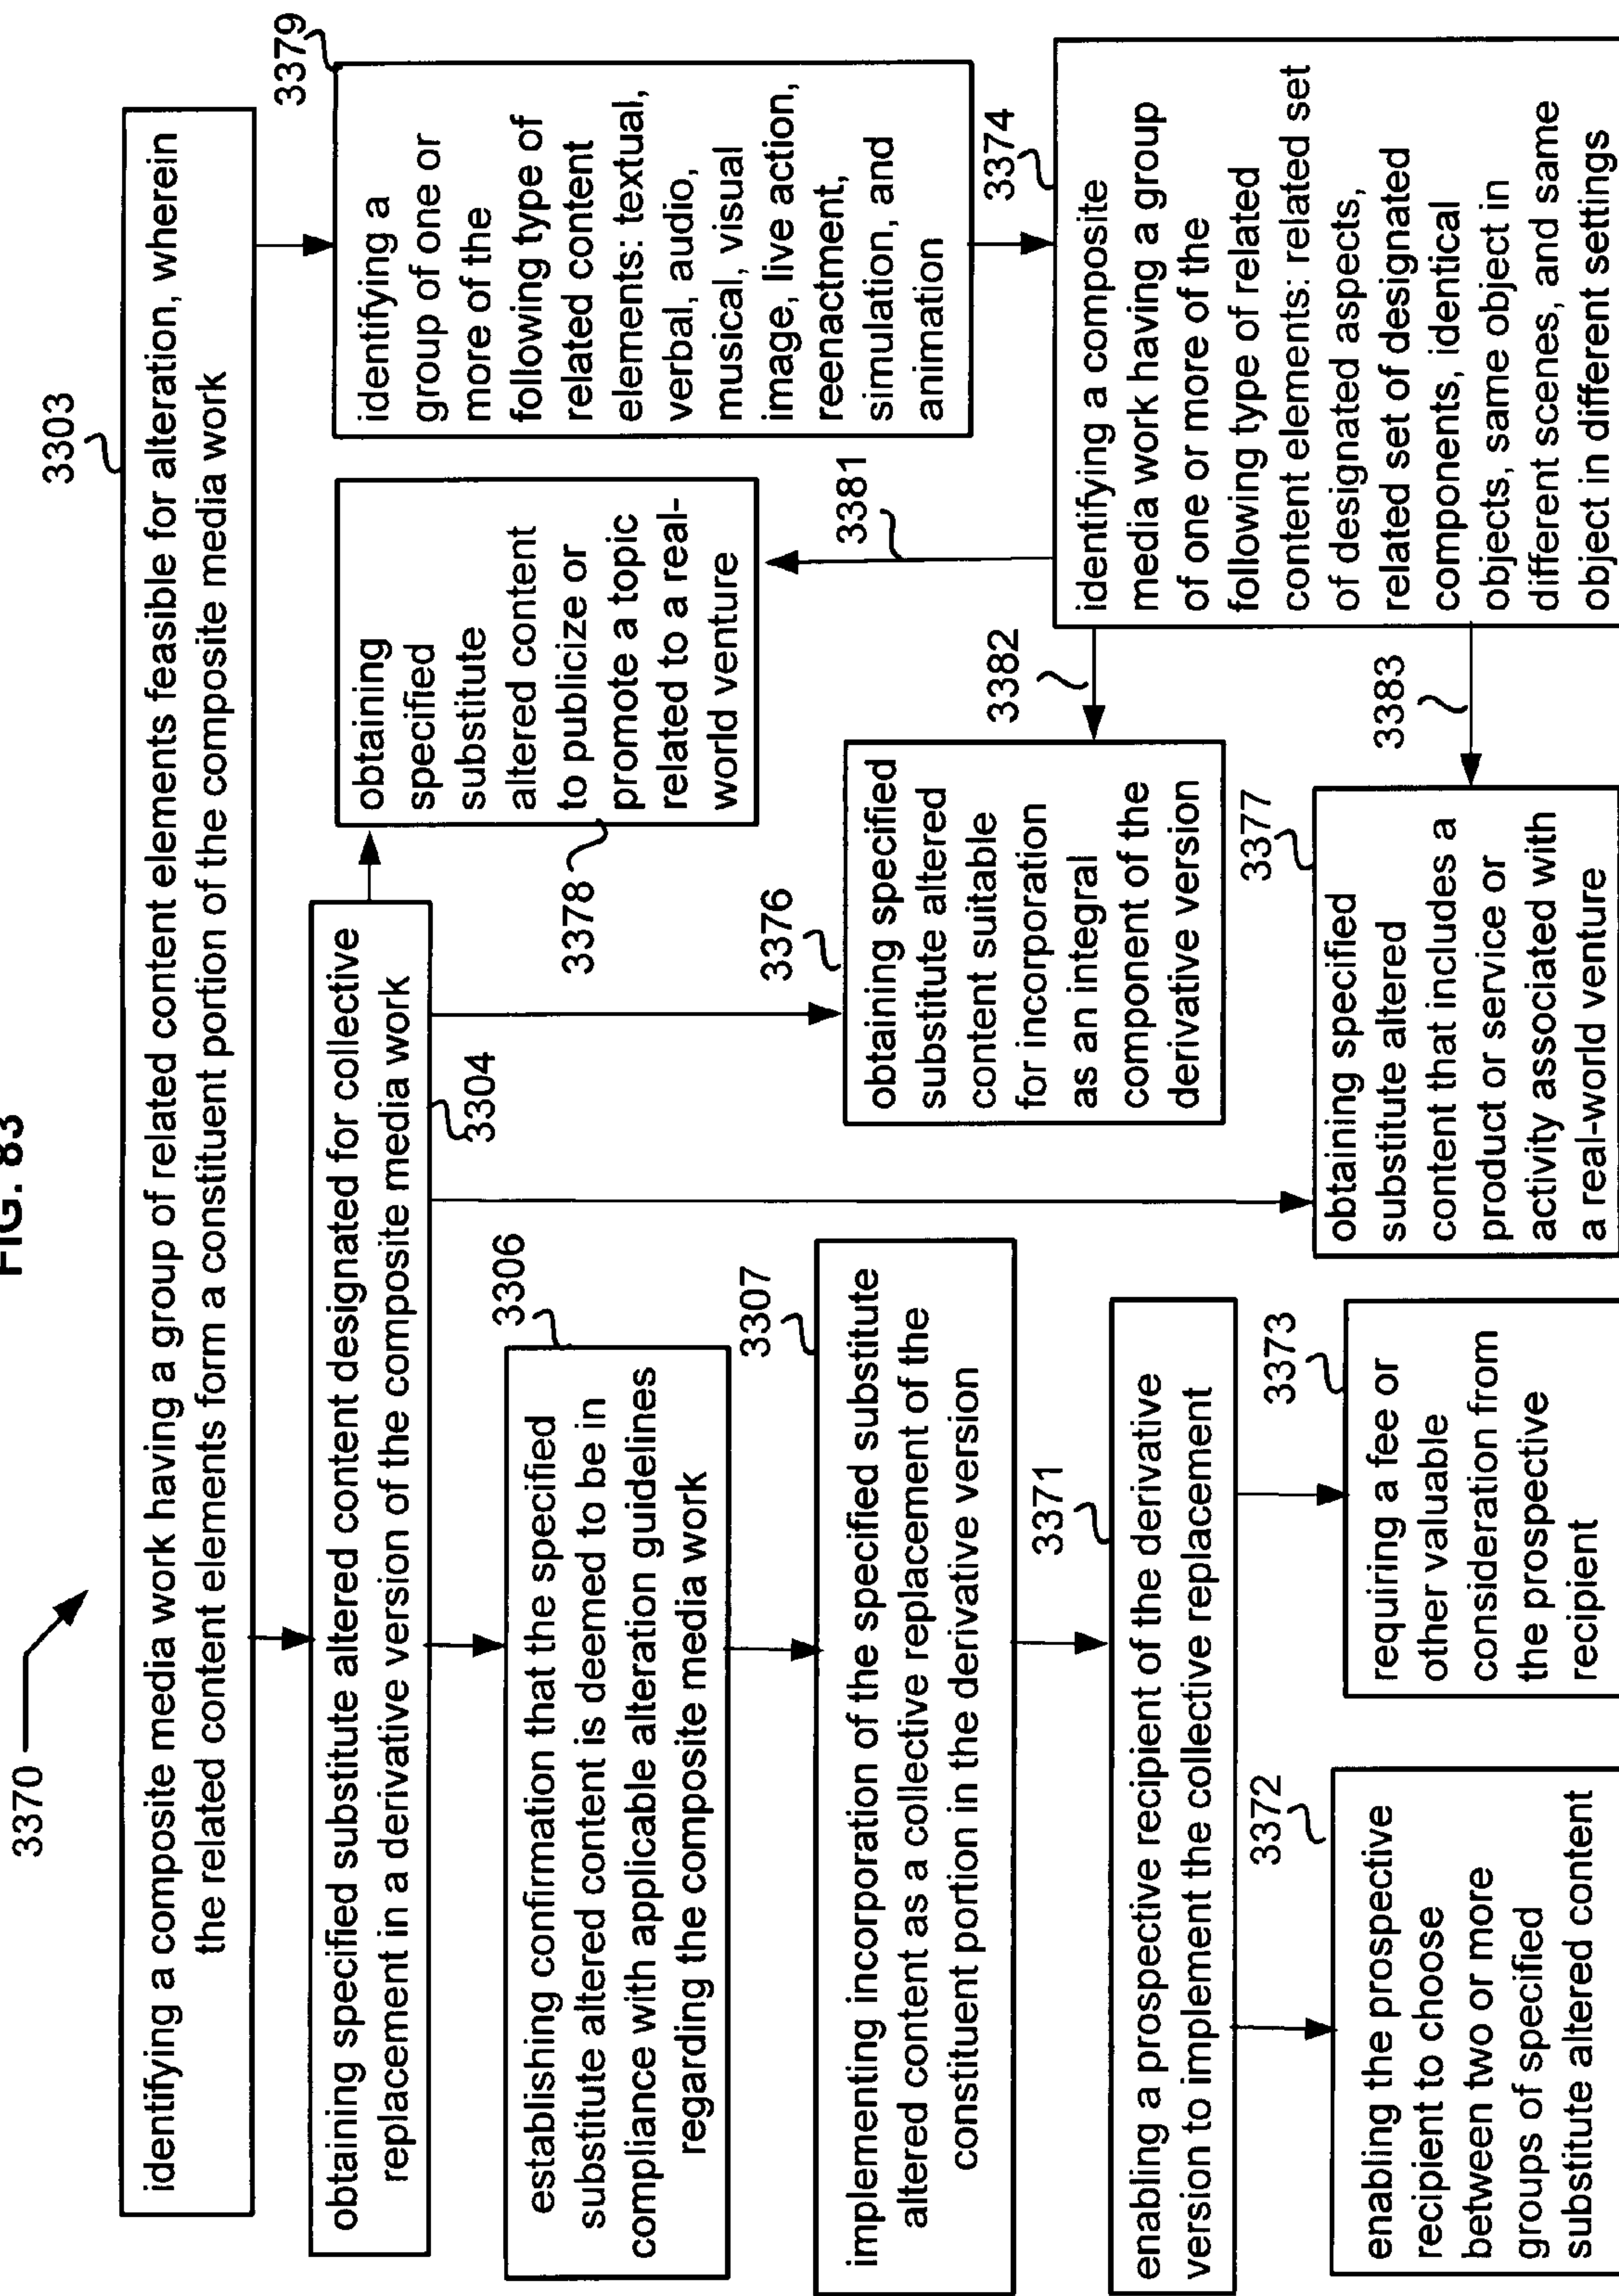 FIG. 83
3370
3303
identifying a composite media work having a group of related content elements feasible for alteration, wherein
the related content elements form a constituent portion of the composite media work
3304
obtaining specified substitute altered content designated for collective
replacement in a derivative version of the composite media work
3306
establishing confirmation that the specified
substitute altered content is deemed to be in
compliance with applicable alteration guidelines
regarding the composite media work
3307
implementing incorporation of the specified substitute
altered content as a collective replacement of the
constituent portion in the derivative version
3371
enabling a prospective recipient of the derivative
version to implement the collective replacement
3372
enabling the prospective
recipient to choose
between two or more
groups of specified
substitute altered content
3373
requiring a fee or
other valuable
consideration from
the prospective
recipient
3378
obtaining
specified
substitute
altered content
to publicize or
promote a topic
related to a real-
world venture
3376
obtaining specified
substitute altered
content suitable
for incorporation
as an integral
component of the
derivative version
3377
obtaining specified
substitute altered
content that includes a
product or service or
activity associated with
a real-world venture
3379
identifying a
group of one or
more of the
following type of
related content
elements: textual,
verbal, audio,
musical, visual
image, live action,
reenactment,
simulation, and
animation
3374
identifying a composite
media work having a group
of one or more of the
following type of related
content elements: related set
of designated aspects,
related set of designated
components, identical
objects, same object in
different scenes, and same
object in different settings
3381
3382
3383